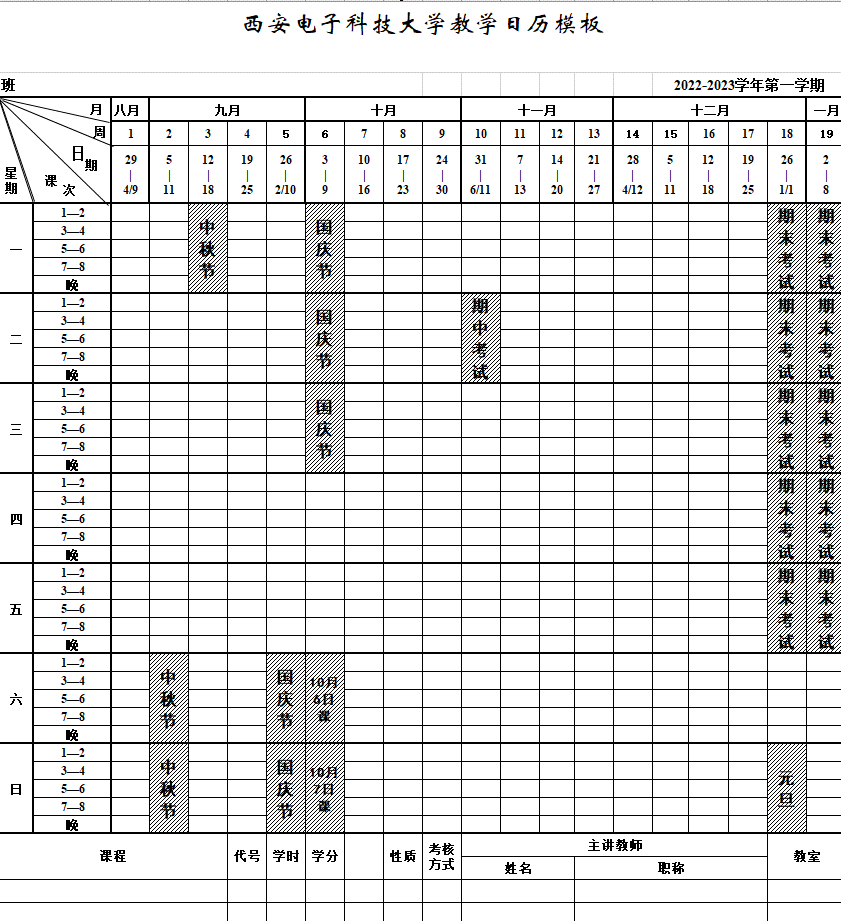 西安电子科技大学教学日历模板
班 2022-2023学年第一学期
月 八月 九月 十月 十一月 十二月 一月
周 1 2 3 4 5 6 7 8 9 10 11 12 13 14 15 16 17 18 19
日期 29—4/9 5—11 12—18 19—25 26—2/10 3—9 10—16 17—23 24—30 31—6/11 7—13 14—20 21—27 28—4/12 5—11 12—18 19—25 26—1/1 2—8
星期 课次
一
1—2
3—4
5—6
7—8
晚
中秋节 国庆节 期末考试 期末考试
二
1—2
3—4
5—6
7—8
晚
国庆节 期中考试 期末考试 期末考试
三
1—2
3—4
5—6
7—8
晚
国庆节 期末考试 期末考试
四
1—2
3—4
5—6
7—8
晚
期末考试 期末考试
五
1—2
3—4
5—6
7—8
晚
期末考试 期末考试
六
1—2
3—4
5—6
7—8
晚
中秋节 国庆节 10月6日课
日
1—2
3—4
5—6
7—8
晚
中秋节 国庆节 10月7日课 元旦
课程 代号 学时 学分 性质 考核方式 主讲教师 教室
姓名 职称